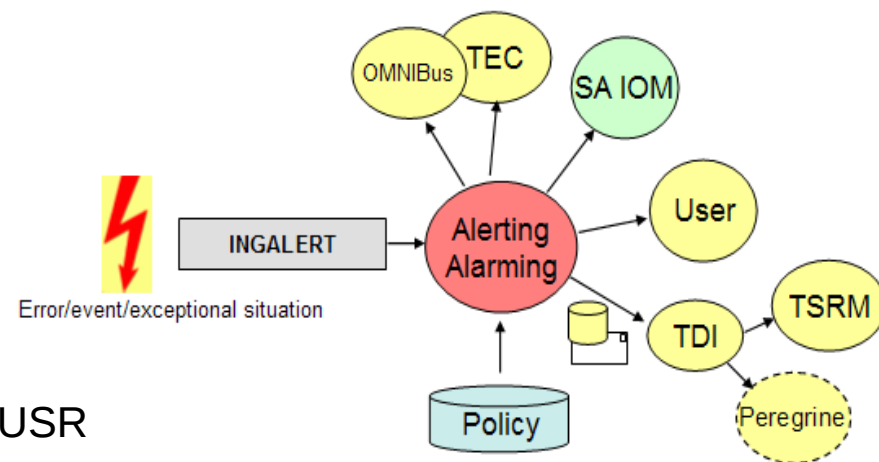 OMNIBus
TEC
SA IOM
User
INGALERT
Alerting
Alarming
Error/event/exceptional situation
TSRM
TDI
USR
Policy
Peregrine